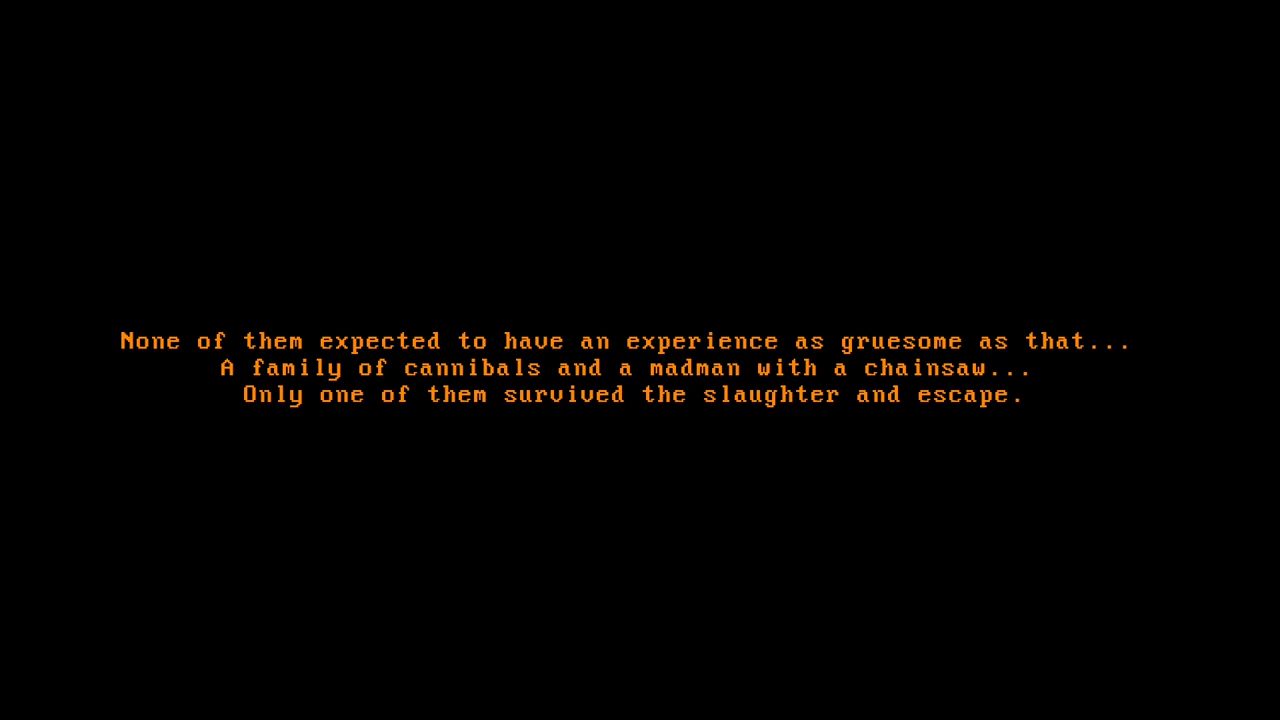 None of them expected to have an experience as gruesome as that...
A family of cannibals and a madman with a chainsaw...
Only one of them survived the slaughter and escape.